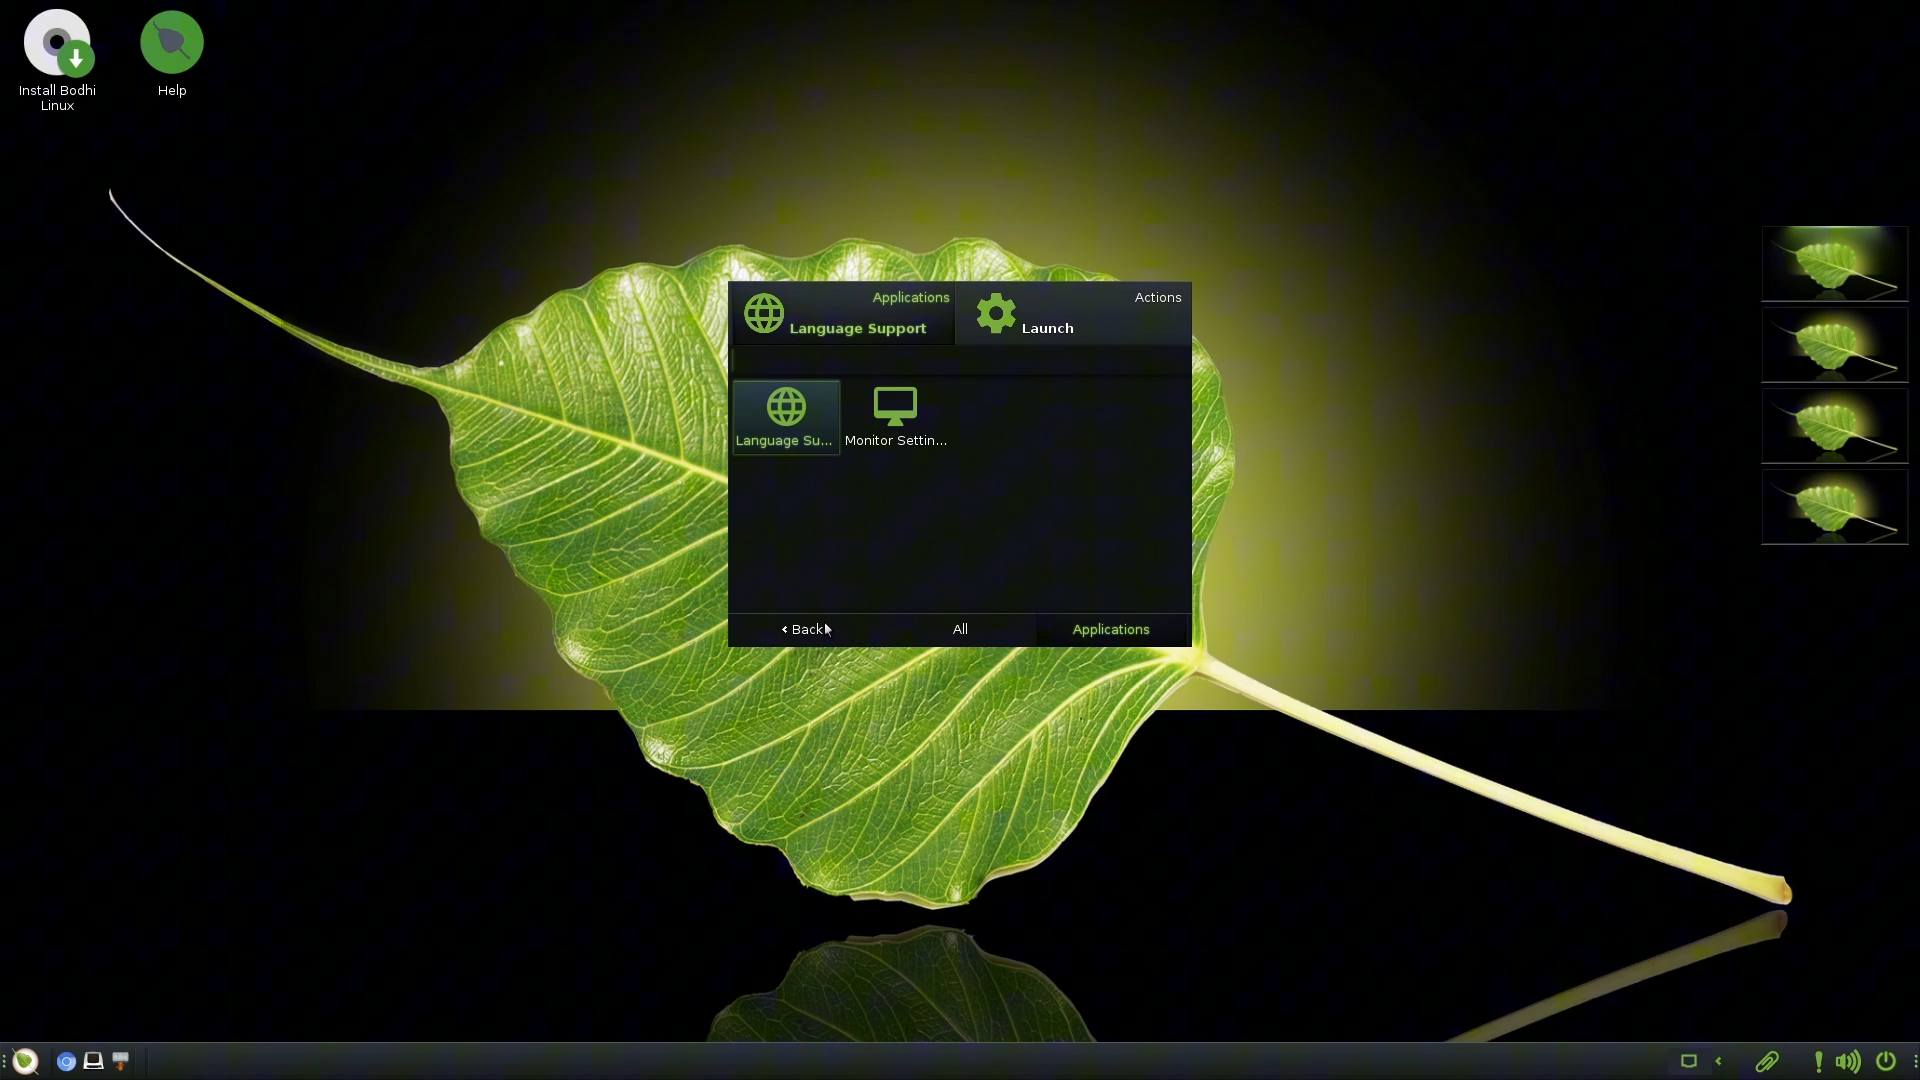 Install Bodhi
Linux
Help
Applications
Language Support
Actions
Launch
Language Su...
Monitor Settin...
Back
All
Applications